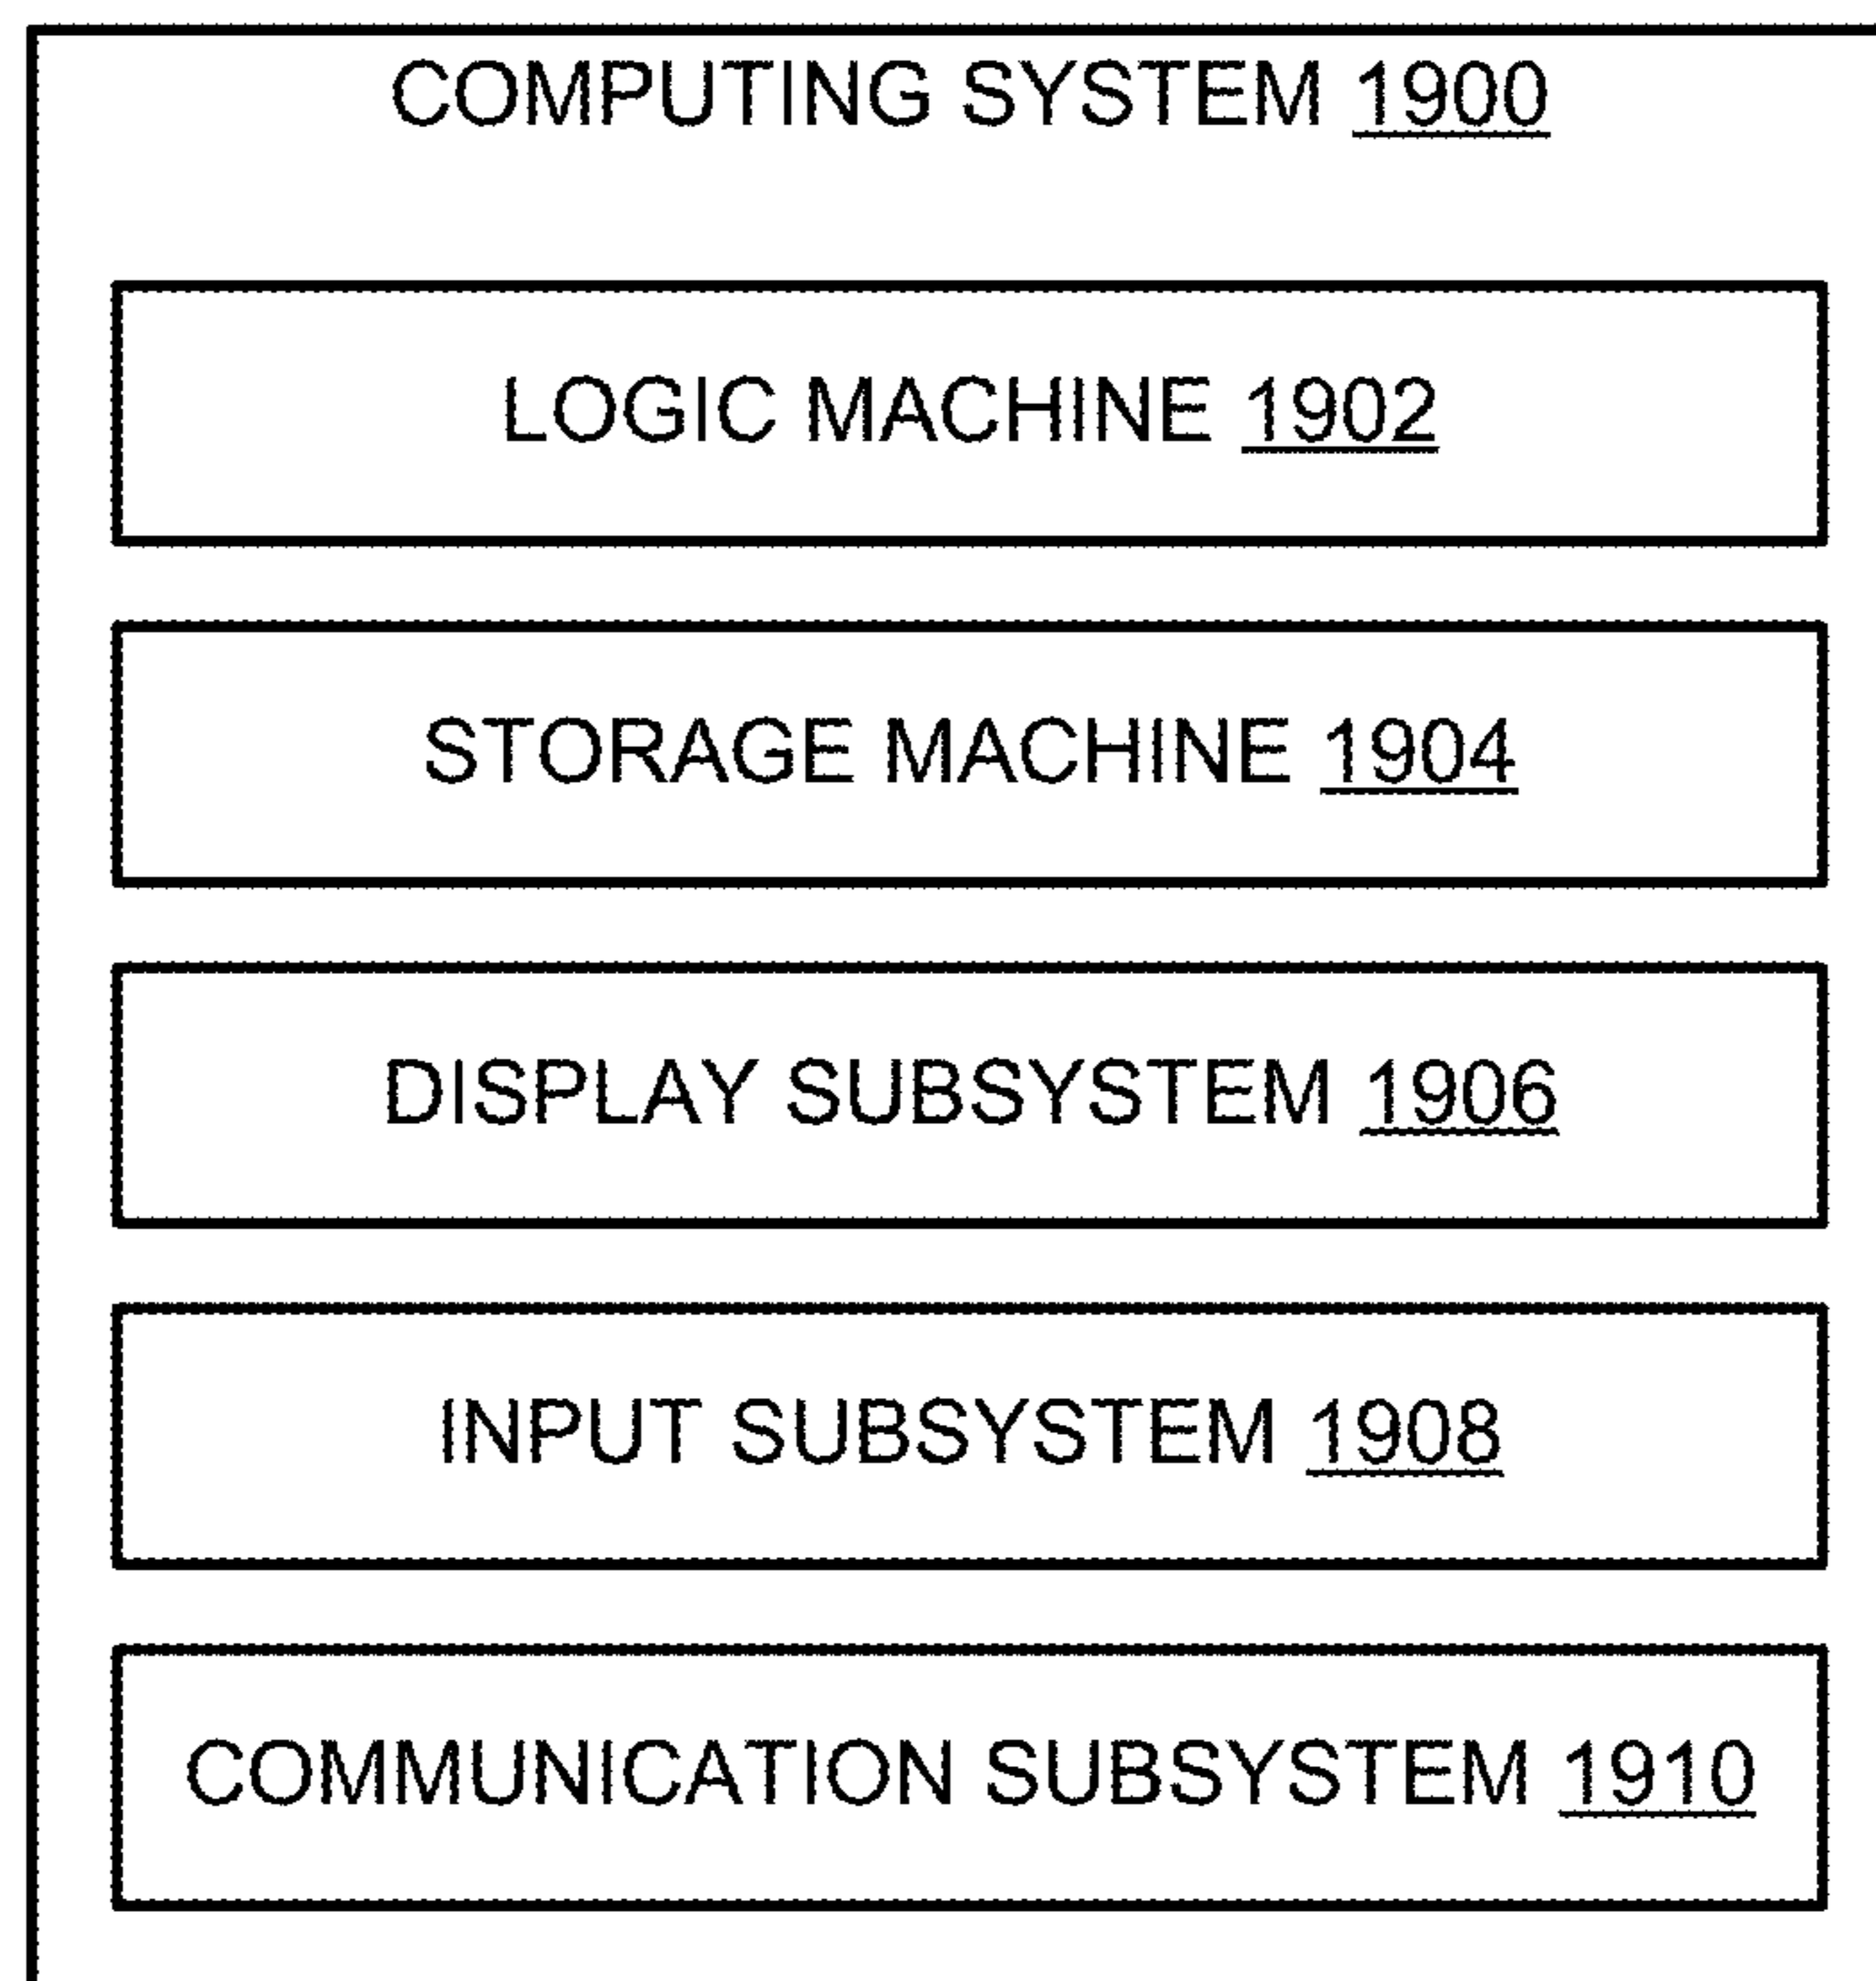 COMPUTING SYSTEM 1900
LOGIC MACHINE 1902
STORAGE MACHINE 1904
DISPLAY SUBSYSTEM 1906
INPUT SUBSYSTEM 1908
COMMUNICATION SUBSYSTEM 1910